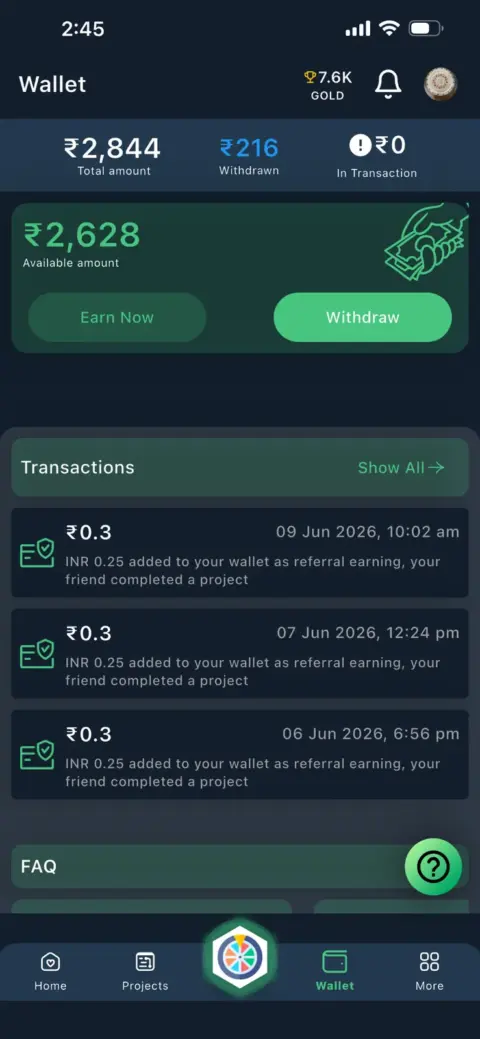 2:45
Wallet
7.6K
GOLD
₹2,844
Total amount
₹216
Withdrawn
₹0
In Transaction
₹2,628
Available amount
Earn Now
Withdraw
Transactions
Show All
₹0.3
09 Jun 2026, 10:02 am
INR 0.25 added to your wallet as referral earning, your
friend completed a project
₹0.3
07 Jun 2026, 12:24 pm
INR 0.25 added to your wallet as referral earning, your
friend completed a project
₹0.3
06 Jun 2026, 6:56 pm
INR 0.25 added to your wallet as referral earning, your
friend completed a project
FAQ
Home
Projects
Wallet
More